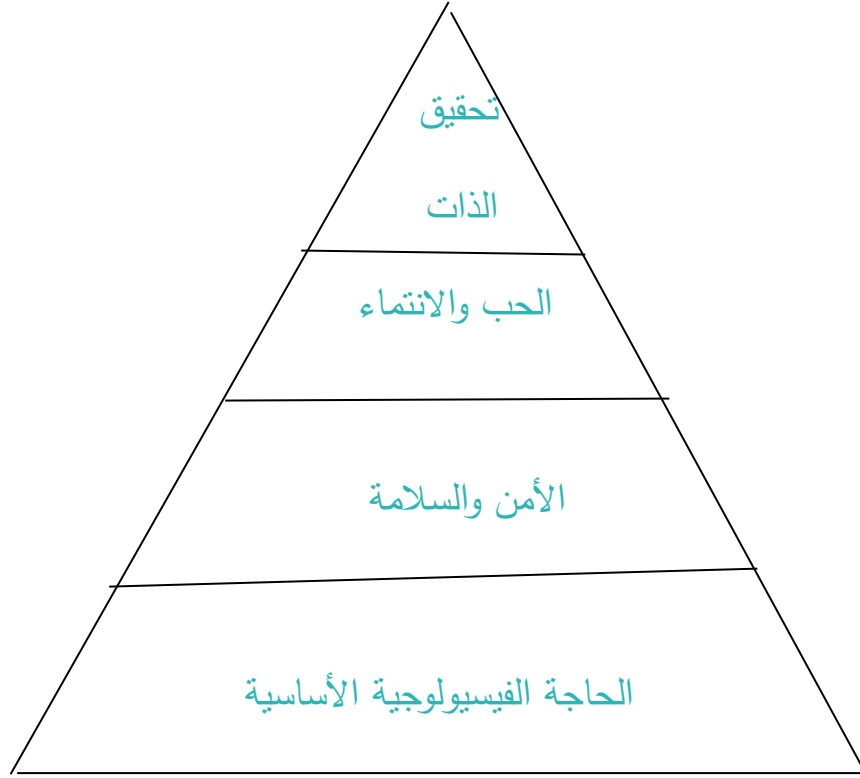 تحقيق
الذات
الحب والانتماء
الأمن والسلامة
الحاجة الفيسيولوجية الأساسية